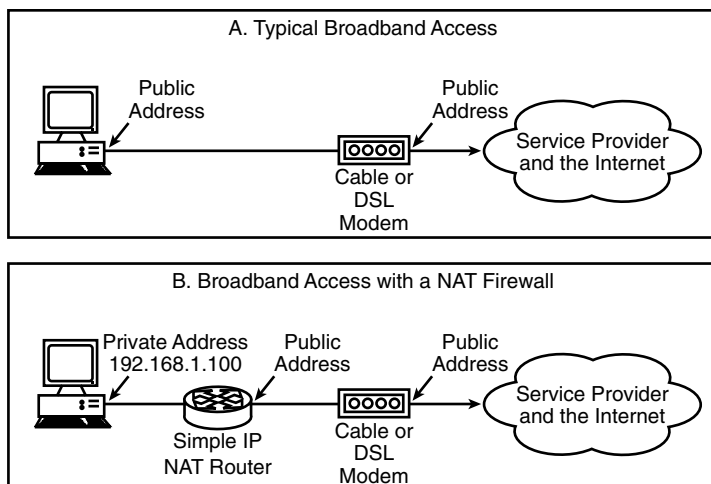 A. Typical Broadband Access
Public
Address
Public
Address
Service Provider
and the Internet
Cable or
DSL
Modem
B. Broadband Access with a NAT Firewall
Private Address
192.168.1.100
Public
Address
Public
Address
Service Provider
and the Internet
Simple IP
NAT Router
Cable or
DSL
Modem